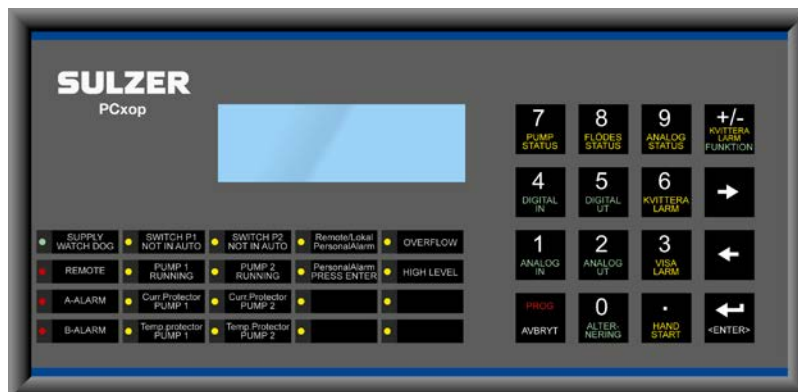 SULZER
PCxop
7
PUMP
STATUS
8
FLÖDES
STATUS
9
ANALOG
STATUS
+/-
KVITTERA
LARM
FUNKTION
4
DIGITAL
IN
5
DIGITAL
UT
6
KVITTERA
LARM
1
ANALOG
IN
2
ANALOG
UT
3
VISA
LARM
PROG
AVBRYT
0
ALTER-
NERING
.
HAND
START
<ENTER>
SUPPLY
WATCH DOG
SWITCH P1
NOT IN AUTO
SWITCH P2
NOT IN AUTO
Remote/Lokal
PersonalAlarm
OVERFLOW
REMOTE
PUMP 1
RUNNING
PUMP 2
RUNNING
PersonalAlarm
PRESS ENTER
HIGH LEVEL
A-ALARM
Curr.Protector
PUMP 1
Curr.Protector
PUMP 2
B-ALARM
Temp.protector
PUMP 1
Temp.Protector
PUMP 2